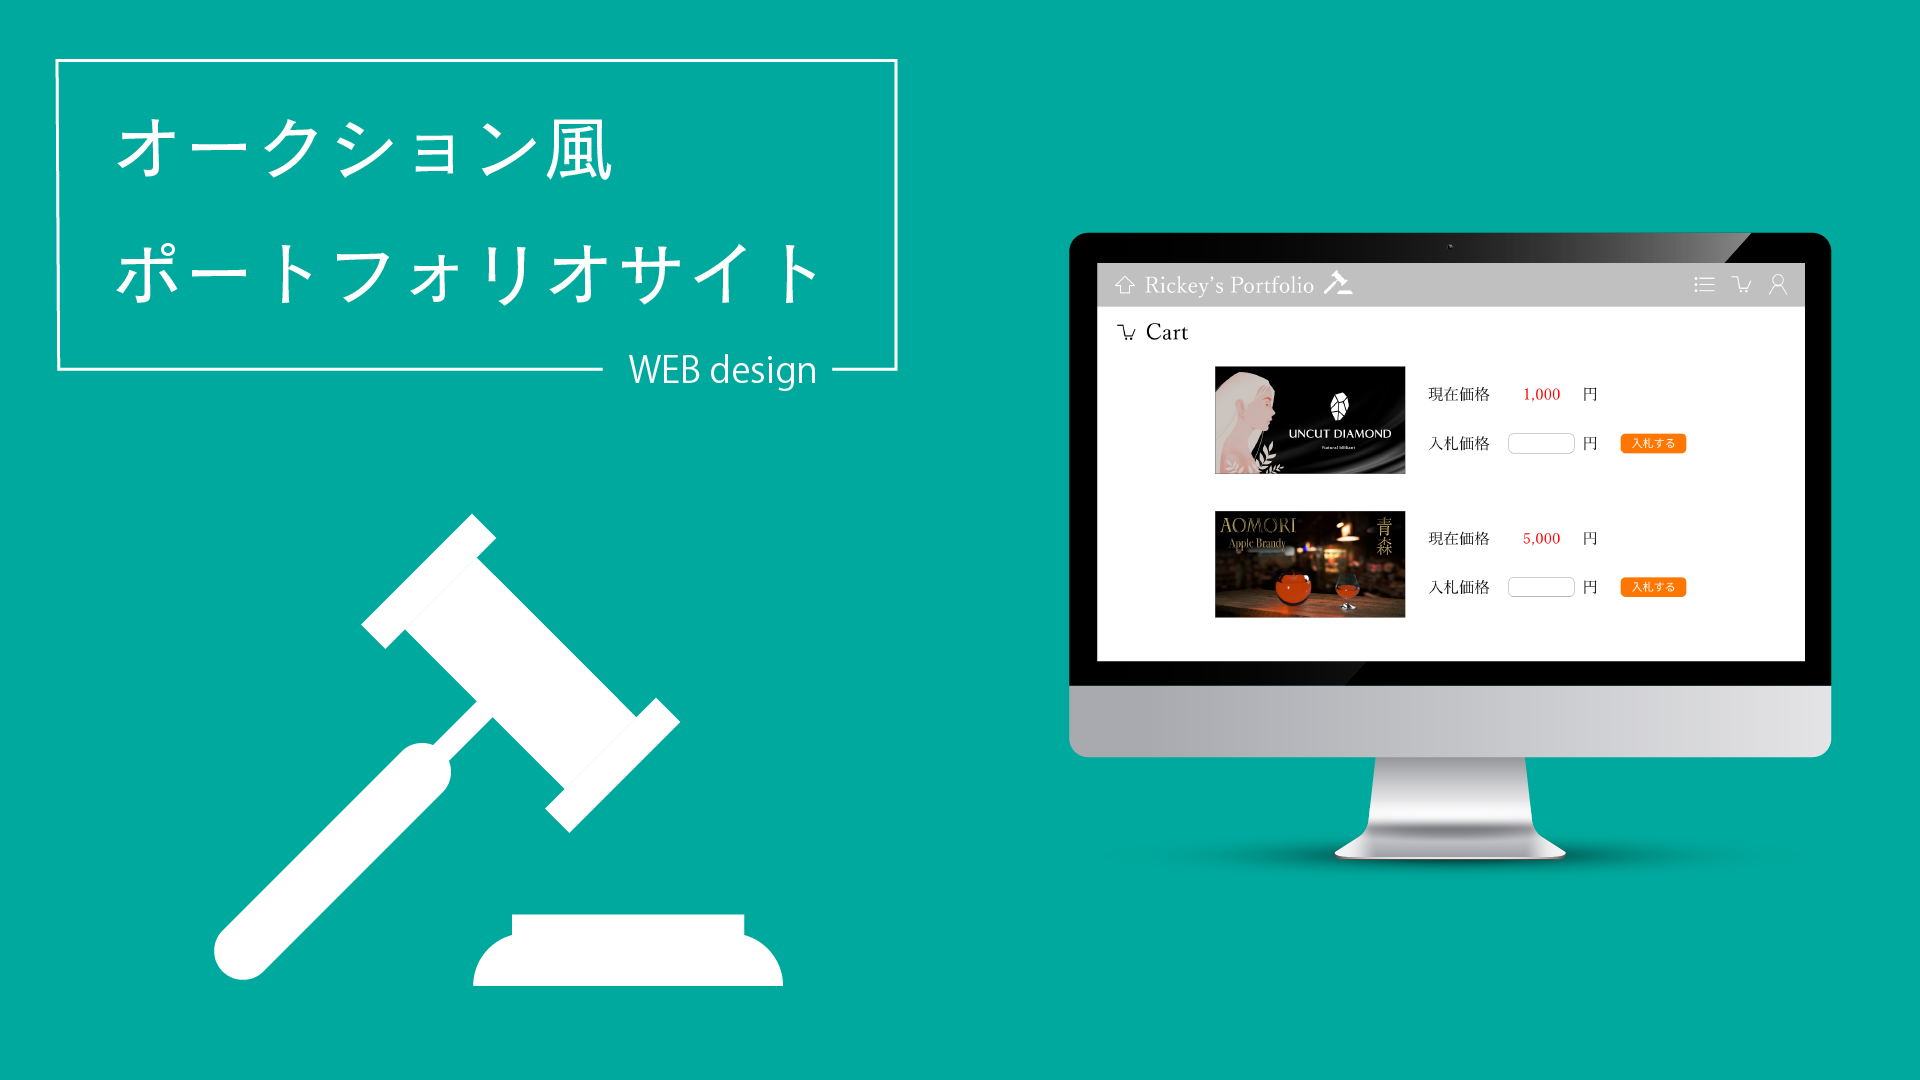 オークション風
ポートフォリオサイト
WEB design
Rickey’s Portfolio
Cart
UNCUT DIAMOND
Natural brilliant
現在価格 1,000 円
入札価格 円 入札する
AOMORI
Apple Brandy
青森
現在価格 5,000 円
入札価格 円 入札する